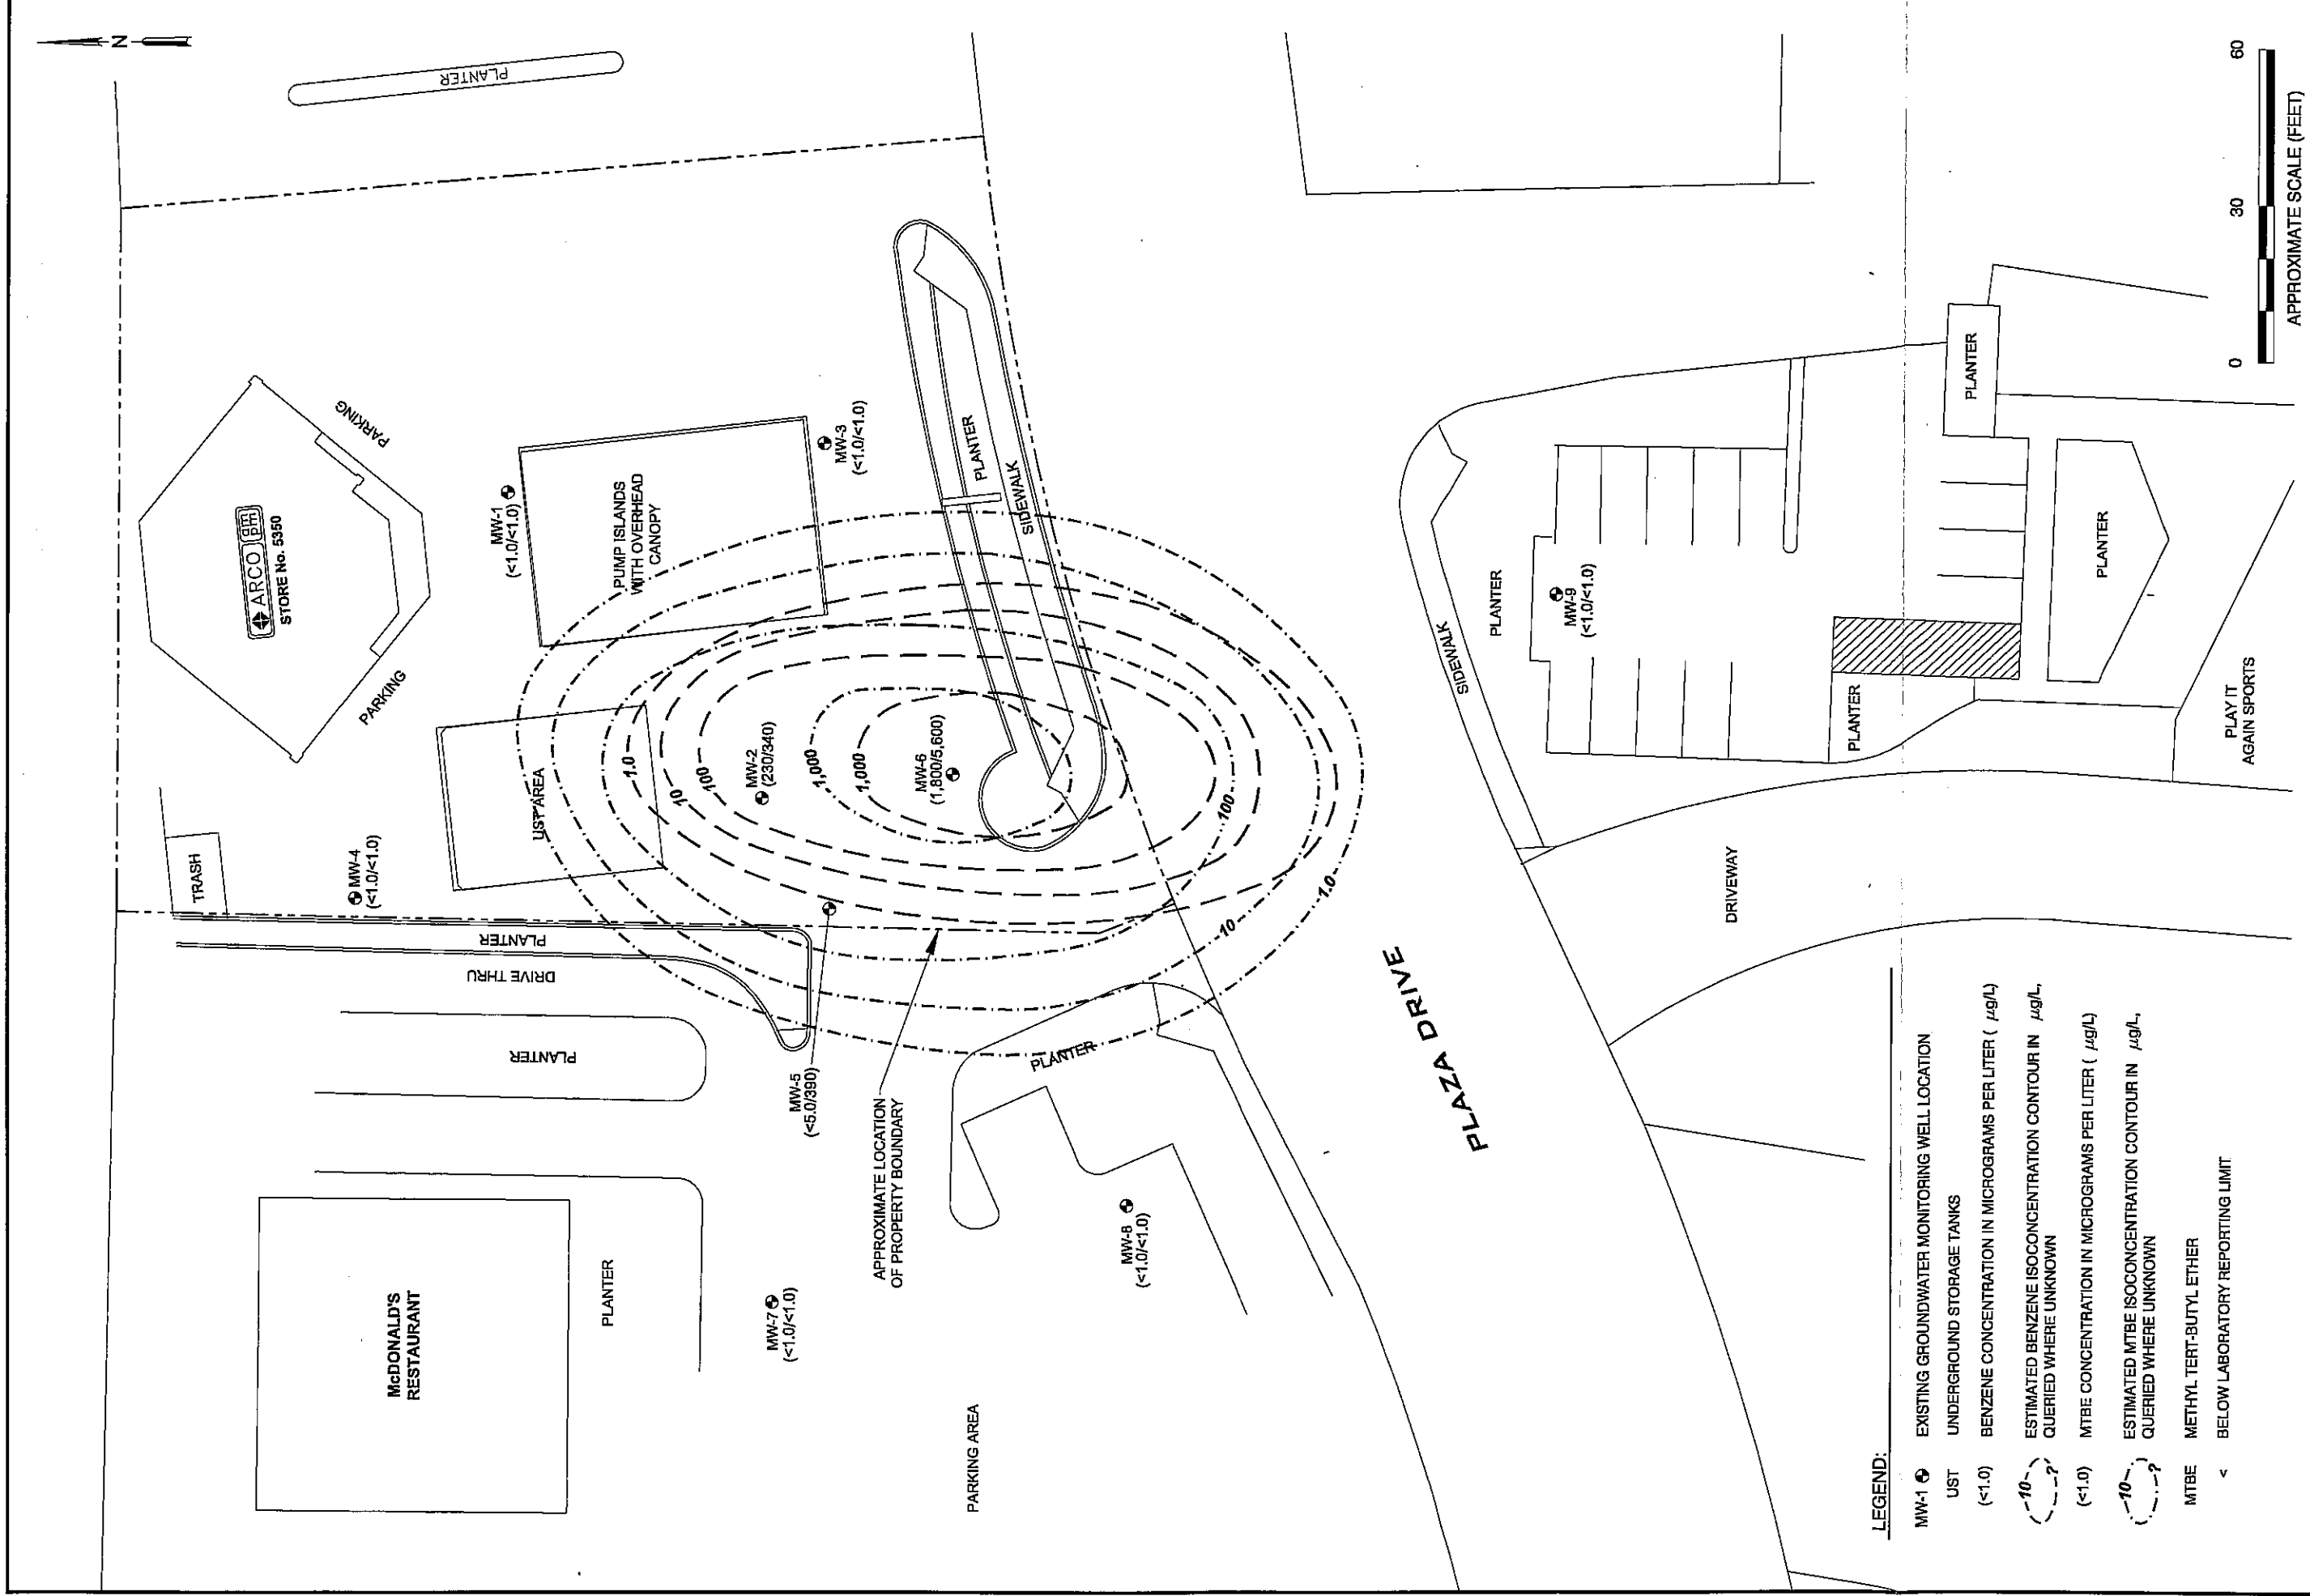 N
TRASH
MW-4
(<1.0/<1.0)
PLANTER
DRIVE THRU
PLANTER
McDONALD'S
RESTAURANT
PLANTER
MW-7
(<1.0/<1.0)
PARKING AREA
ARCO am pm
STORE No. 5350
PARKING
PARKING
PLANTER
UST AREA
MW-1
(<1.0/<1.0)
PUMP ISLANDS
WITH OVERHEAD
CANOPY
MW-3
(<1.0/<1.0)
1.0
10
100
MW-2
(230/340)
1,000
1,000
MW-6
(1,800/5,600)
MW-5
(<5.0/390)
APPROXIMATE LOCATION
OF PROPERTY BOUNDARY
PLANTER
SIDEWALK
100
10
1.0
PLANTER
MW-8
(<1.0/<1.0)
PLAZA DRIVE
SIDEWALK
PLANTER
MW-9
(<1.0/<1.0)
PLANTER
PLANTER
PLANTER
DRIVEWAY
PLAY IT
AGAIN SPORTS
LEGEND:
MW-1 EXISTING GROUNDWATER MONITORING WELL LOCATION
UST UNDERGROUND STORAGE TANKS
(<1.0) BENZENE CONCENTRATION IN MICROGRAMS PER LITER ( µg/L)
10 ? ESTIMATED BENZENE ISOCONCENTRATION CONTOUR IN µg/L,
QUERIED WHERE UNKNOWN
(<1.0) MTBE CONCENTRATION IN MICROGRAMS PER LITER ( µg/L)
10 ? ESTIMATED MTBE ISOCONCENTRATION CONTOUR IN µg/L,
QUERIED WHERE UNKNOWN
MTBE METHYL TERT-BUTYL ETHER
< BELOW LABORATORY REPORTING LIMIT
0 30 60
APPROXIMATE SCALE (FEET)